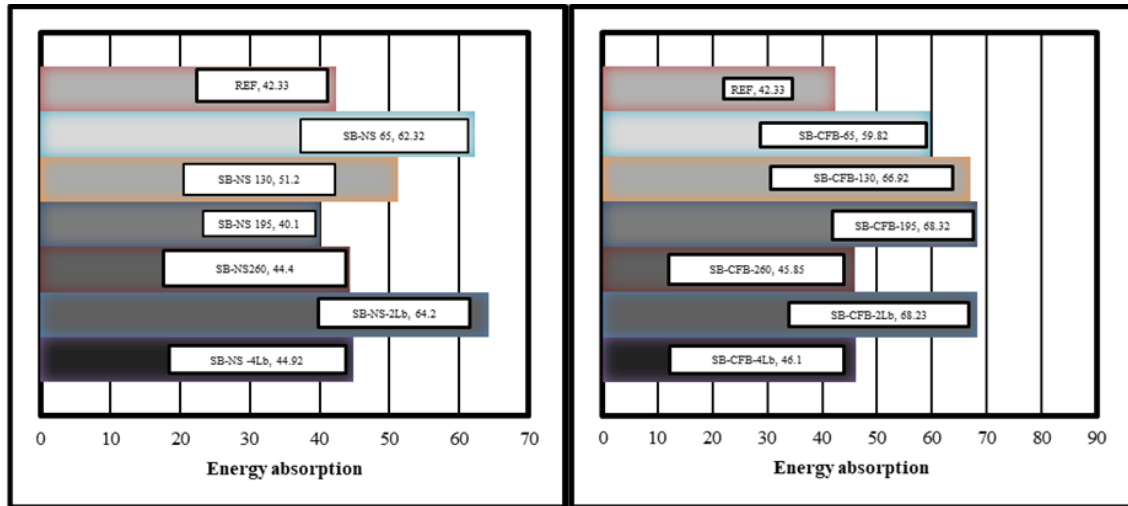 REF, 42.33
SB-NS 65, 62.32
SB-NS 130, 51.2
SB-NS 195, 40.1
SB-NS260, 44.4
SB-NS-2Lb, 64.2
SB-NS -4Lb, 44.92
0 10 20 30 40 50 60 70
Energy absorption
REF, 42.33
SB-CFB-65, 59.82
SB-CFB-130, 66.92
SB-CFB-195, 68.32
SB-CFB-260, 45.85
SB-CFB-2Lb, 68.23
SB-CFB-4Lb, 46.1
0 10 20 30 40 50 60 70 80 90
Energy absorption